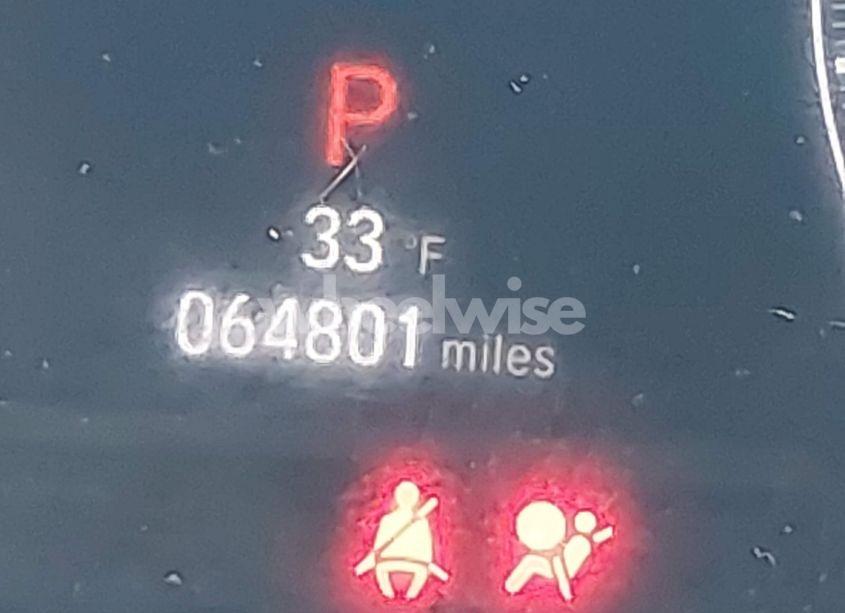 P
33 °F
wheelwise
064801 miles